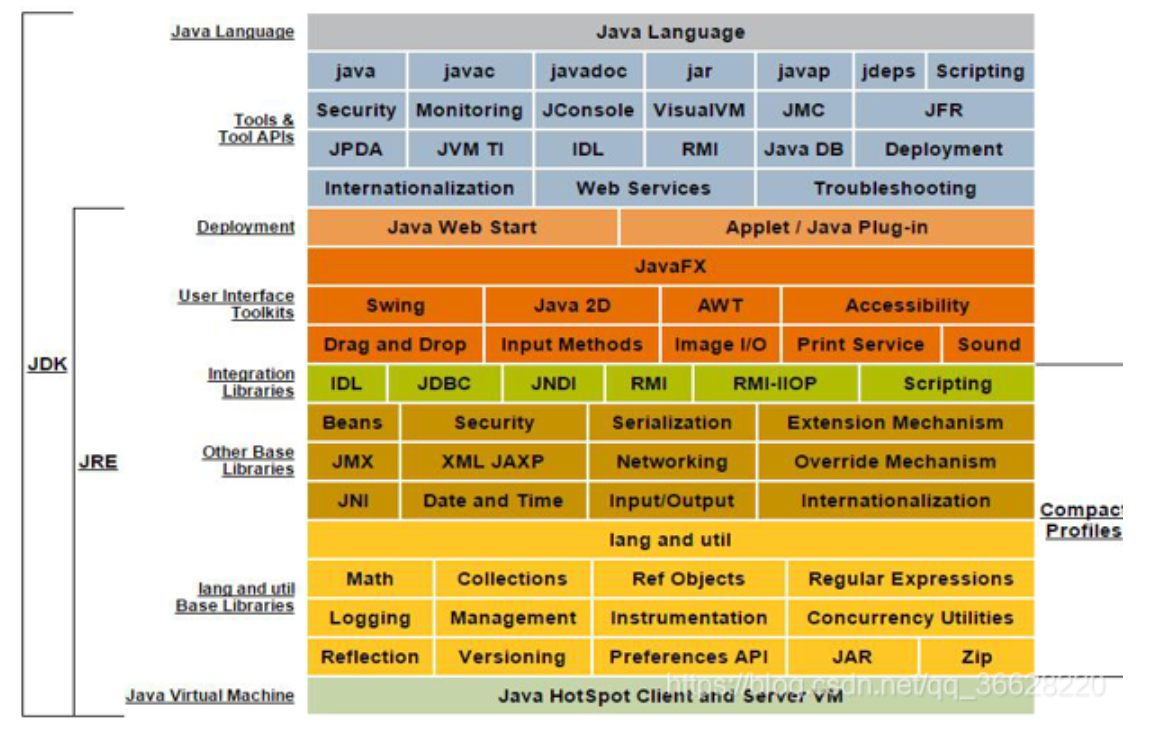 Java Language Java Language
java javac javadoc jar javap jdeps Scripting
Security Monitoring JConsole VisualVM JMC JFR
Tools &
Tool APIs
JPDA JVM TI IDL RMI Java DB Deployment
Internationalization Web Services Troubleshooting
Deployment Java Web Start Applet / Java Plug-in
JavaFX
User Interface
Toolkits
Swing Java 2D AWT Accessibility
Drag and Drop Input Methods Image I/O Print Service Sound
JDK
Integration
Libraries
IDL JDBC JNDI RMI RMI-IIOP Scripting
Beans Security Serialization Extension Mechanism
JRE
Other Base
Libraries
JMX XML JAXP Networking Override Mechanism
JNI Date and Time Input/Output Internationalization
Compact
Profiles
lang and util
Math Collections Ref Objects Regular Expressions
lang and util
Base Libraries
Logging Management Instrumentation Concurrency Utilities
Reflection Versioning Preferences API JAR Zip
https://blog.csdn.net/qq_36628220
Java Virtual Machine Java HotSpot Client and Server VM